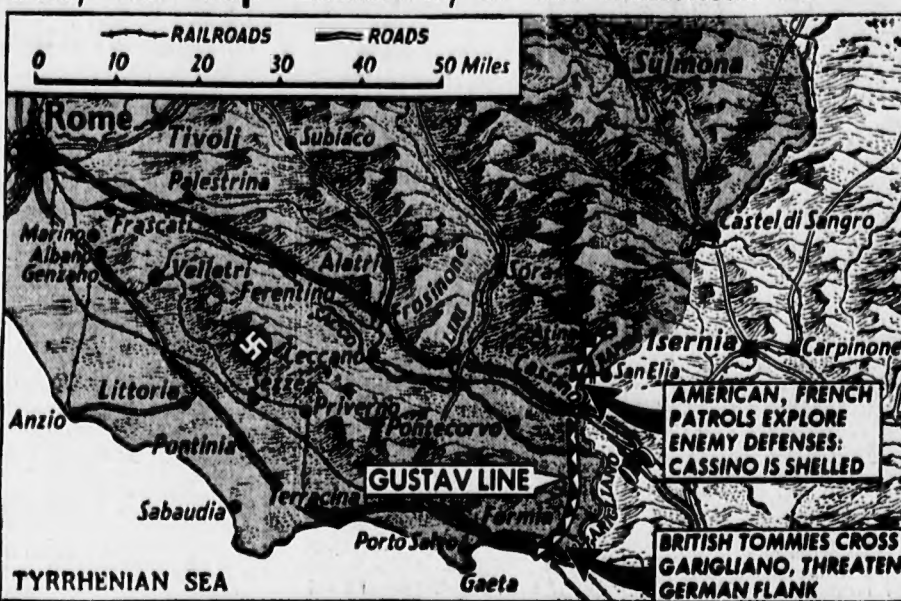 RAILROADS ROADS
0 10 20 30 40 50 Miles
Rome
Tivoli
Subiaco
Sulmona
Palestrina
Frascati
Marino
Albano
Genzano
Velletri
Alatri
Ferentino
Frosinone
LIRI
Sora
Castel di Sangro
Isernia
Carpinone
San Elia
Ceccano
Sezze
Littoria
Anzio
Priverno
Pontecorvo
Pontinia
Sabaudia
Terracina
Formia
Gaeta
GUSTAV LINE
AMERICAN, FRENCH
PATROLS EXPLORE
ENEMY DEFENSES:
CASSINO IS SHELLED
BRITISH TOMMIES CROSS
GARIGLIANO, THREATEN
GERMAN FLANK
TYRRHENIAN SEA